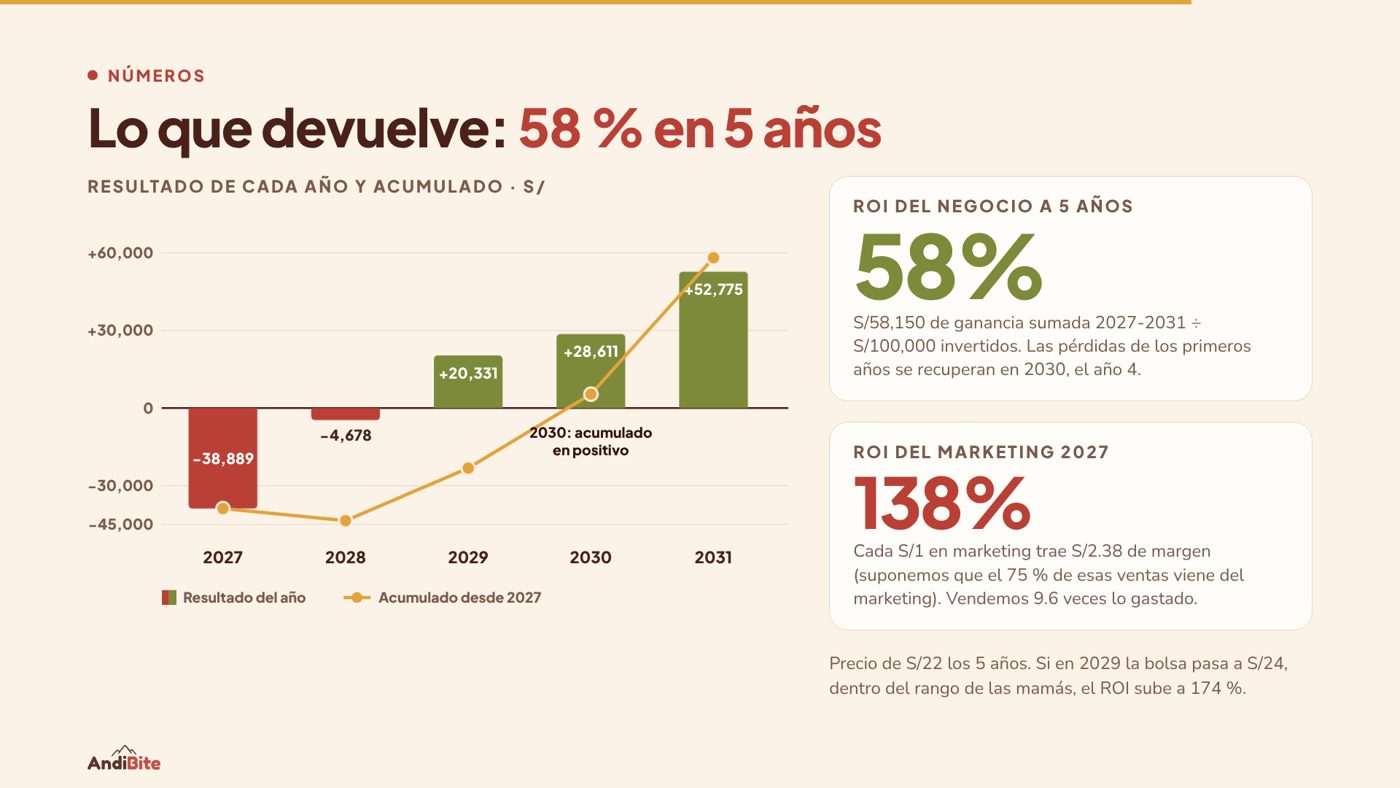 NÚMEROS
Lo que devuelve: 58 % en 5 años
RESULTADO DE CADA AÑO Y ACUMULADO · S/
+60,000
+30,000
0
−30,000
−45,000
−38,889
−4,678
+20,331
+28,611
+52,775
2030: acumulado
en positivo
2027
2028
2029
2030
2031
Resultado del año
Acumulado desde 2027
ROI DEL NEGOCIO A 5 AÑOS
58%
S/58,150 de ganancia sumada 2027-2031 ÷
S/100,000 invertidos. Las pérdidas de los primeros
años se recuperan en 2030, el año 4.
ROI DEL MARKETING 2027
138%
Cada S/1 en marketing trae S/2.38 de margen
(suponemos que el 75 % de esas ventas viene del
marketing). Vendemos 9.6 veces lo gastado.
Precio de S/22 los 5 años. Si en 2029 la bolsa pasa a S/24,
dentro del rango de las mamás, el ROI sube a 174 %.
AndiBite